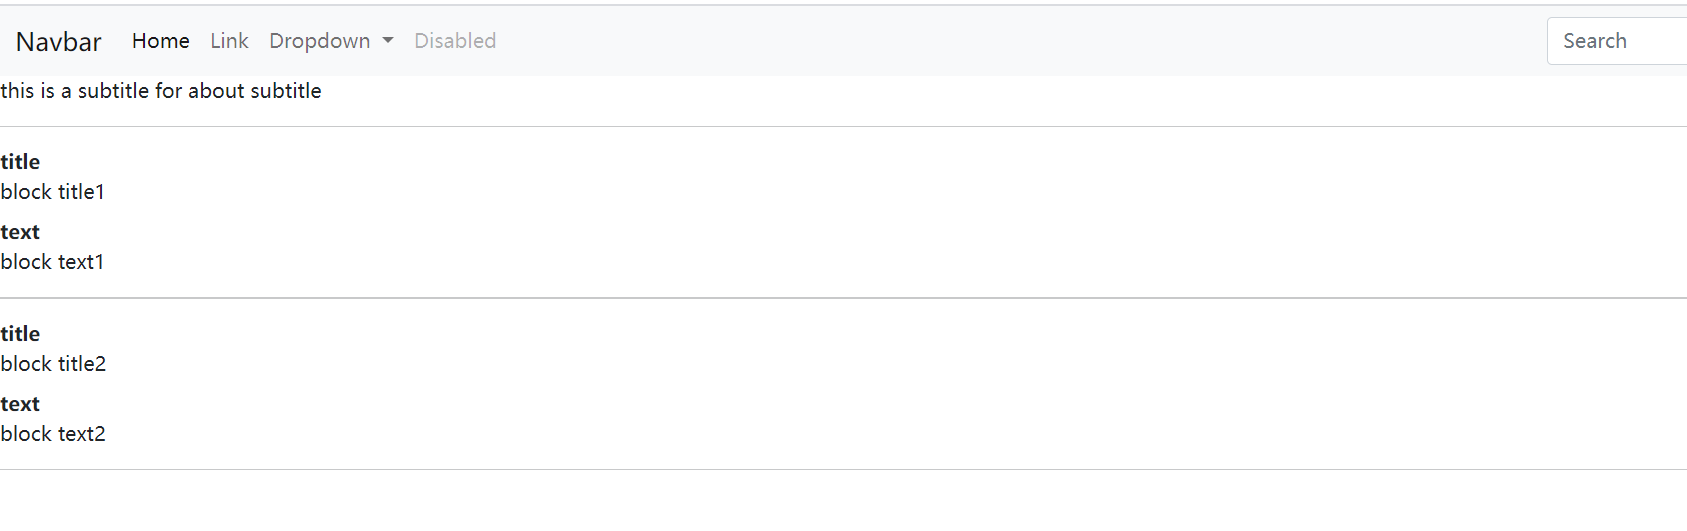 Navbar Home Link Dropdown Disabled Search
this is a subtitle for about subtitle
title
block title1
text
block text1
title
block title2
text
block text2